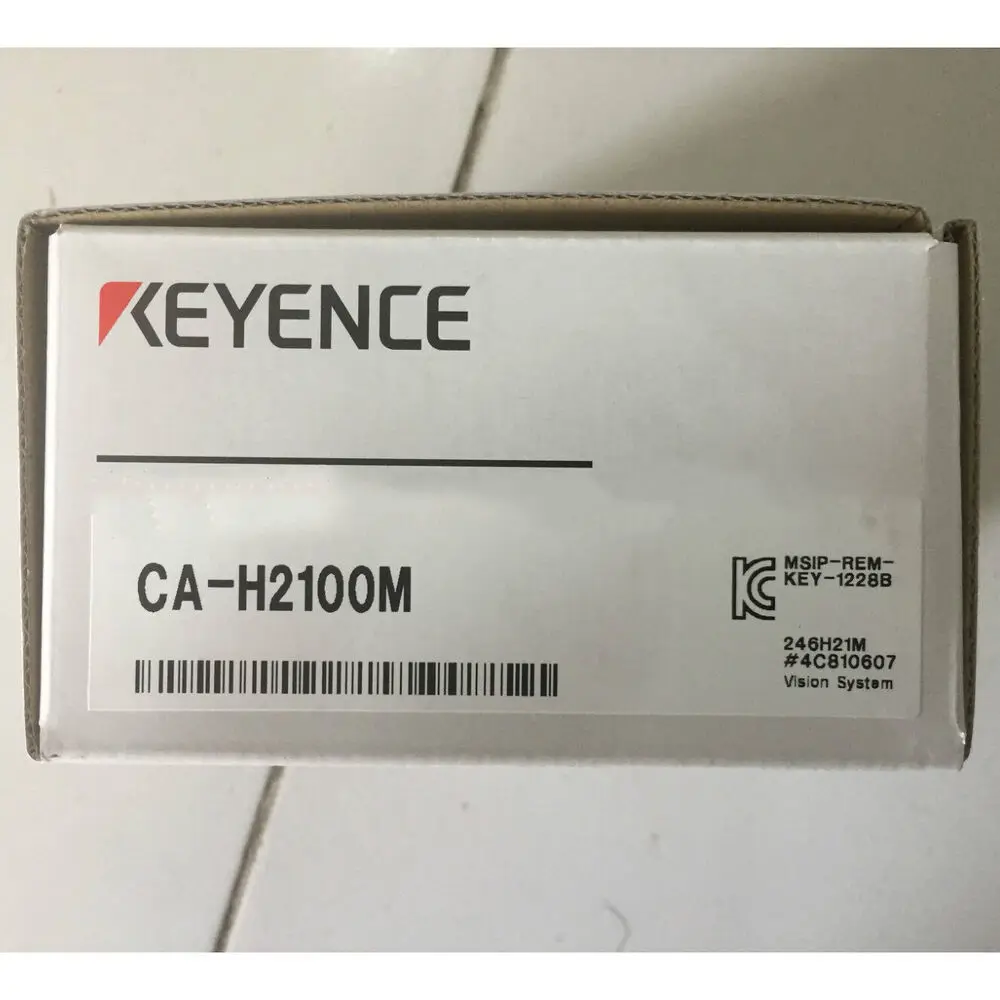 KEYENCE
CA-H2100M
MSIP-REM-
KEY-1228B
246H21M
#4C810607
Vision System